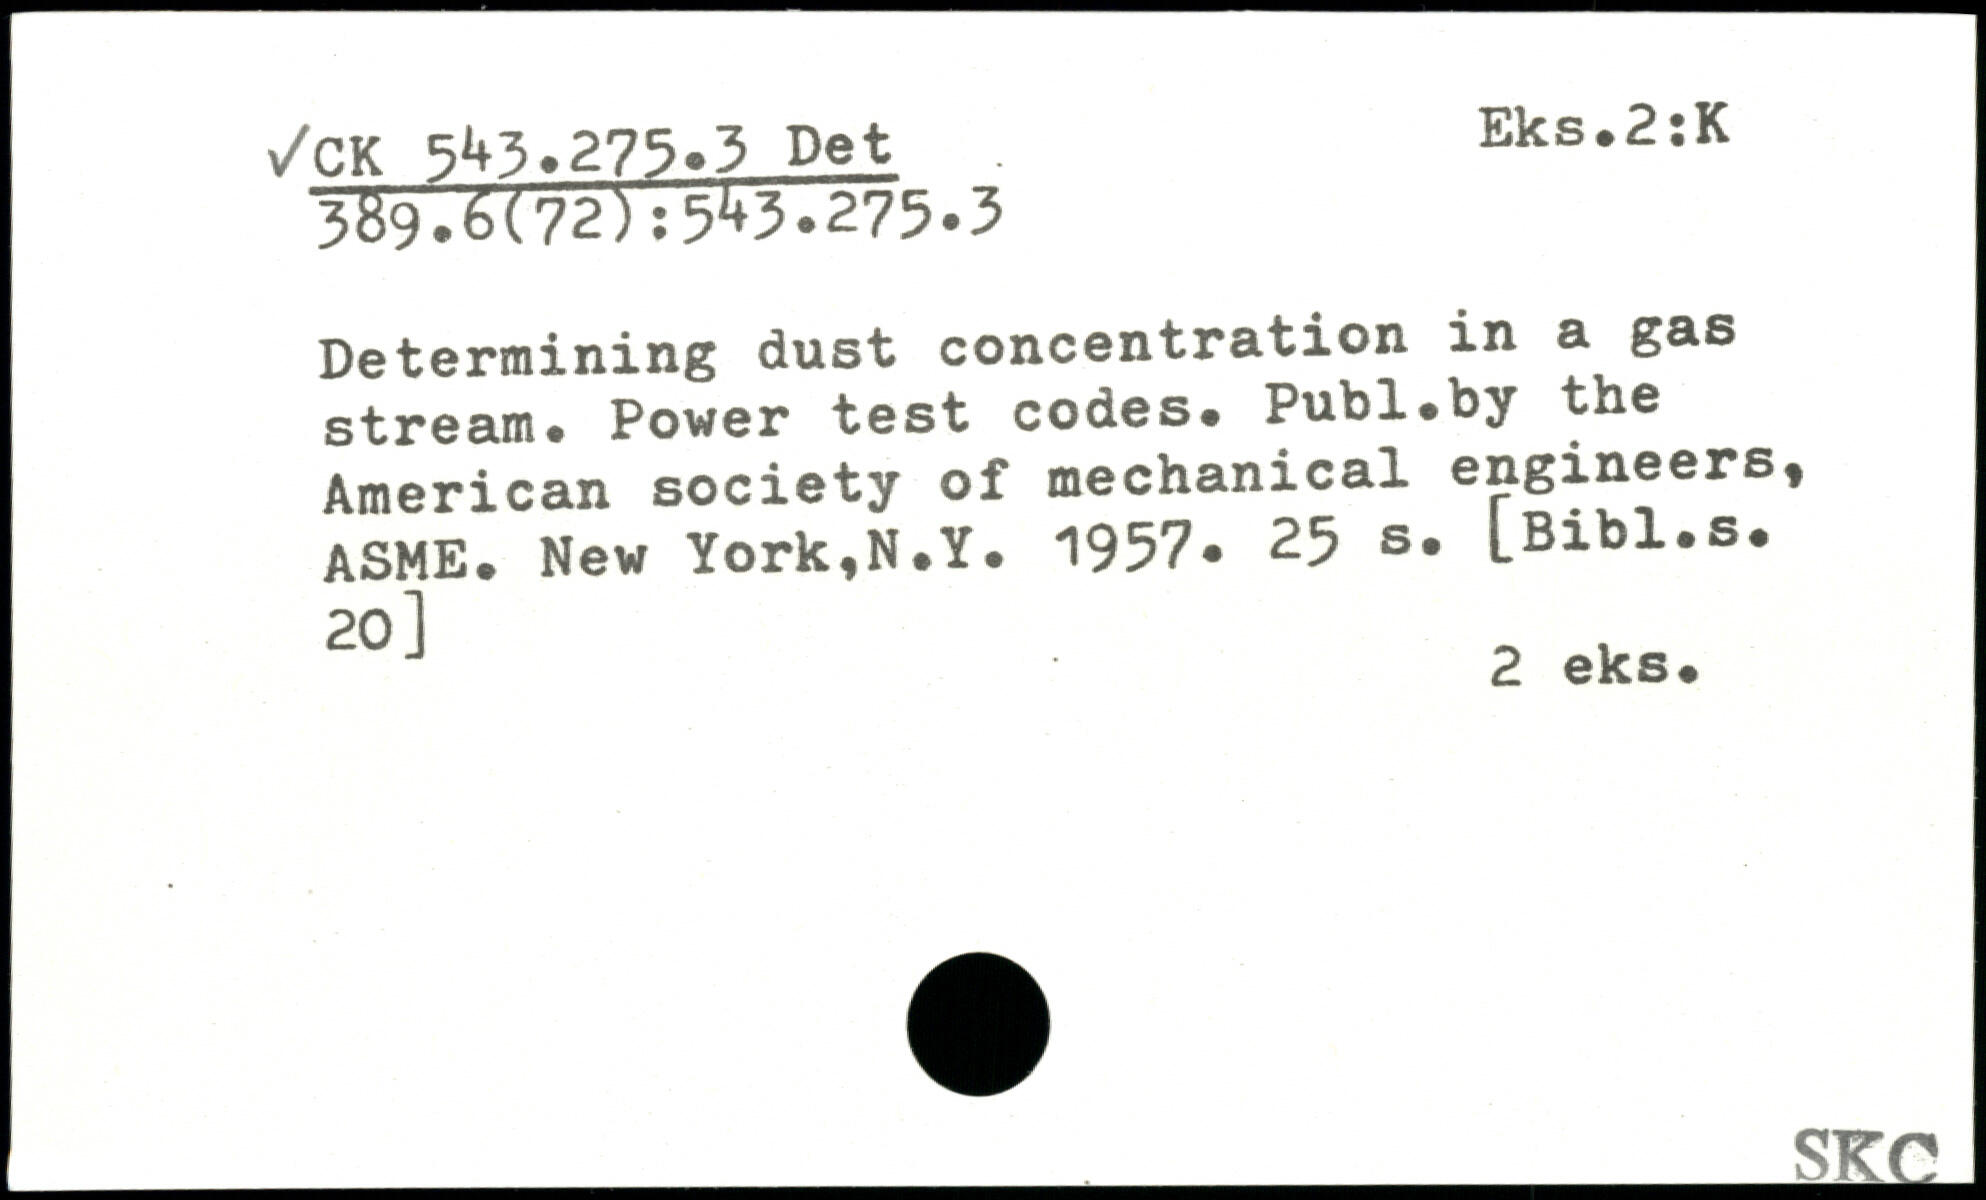 ✓CK 543.275.3 Det
Eks.2:K
389.6(72):543.275.3
Determining dust concentration in a gas
stream. Power test codes. Publ.by the
American society of mechanical engineers,
ASME. New York,N.Y. 1957. 25 s. [Bibl.s.
20]
2 eks.
SKC